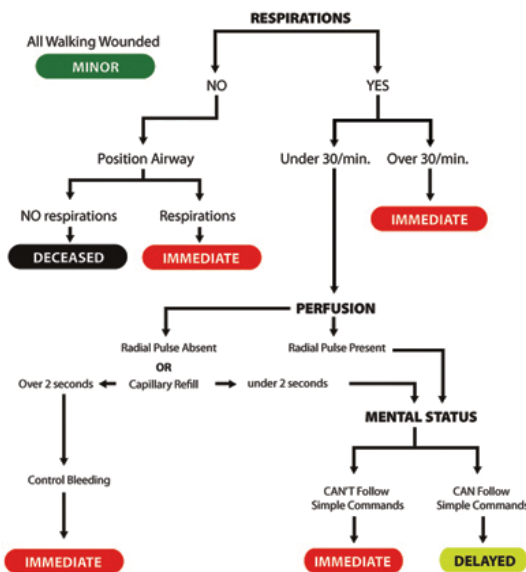 RESPIRATIONS
All Walking Wounded
MINOR
NO
YES
Position Airway
Under 30/min.
Over 30/min.
NO respirations
Respirations
IMMEDIATE
DECEASED
IMMEDIATE
PERFUSION
Radial Pulse Absent
Radial Pulse Present
OR
Over 2 seconds
Capillary Refill
under 2 seconds
MENTAL STATUS
Control Bleeding
CAN'T Follow
Simple Commands
CAN Follow
Simple Commands
IMMEDIATE
IMMEDIATE
DELAYED